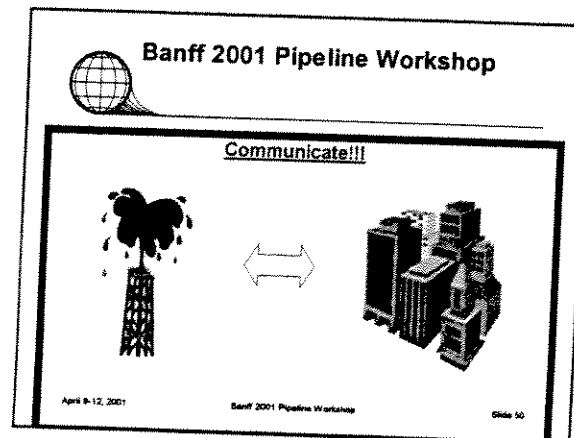 Banff 2001 Pipeline Workshop
Communicate!!!
April 9-12, 2001
Banff 2001 Pipeline Workshop
Slide 50